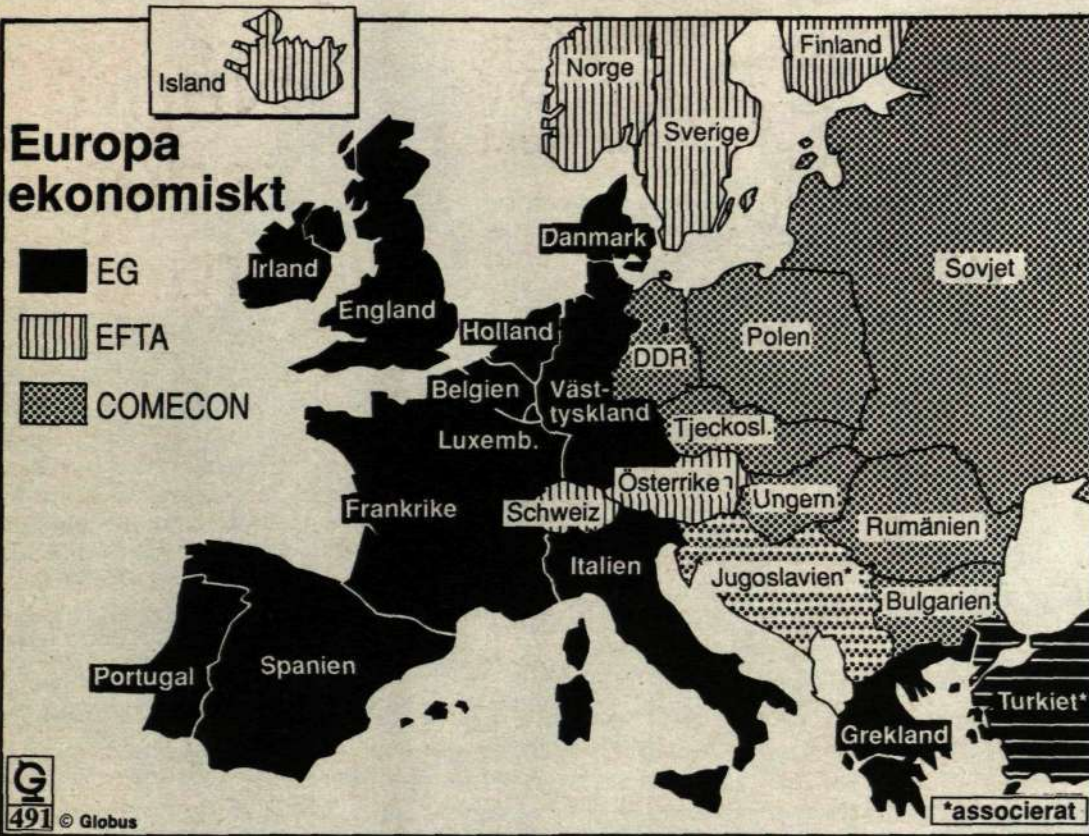 Island
Europa
ekonomiskt
EG
EFTA
COMECON
Norge
Sverige
Finland
Danmark
Sovjet
Irland
England
Holland
DDR
Polen
Belgien
Väst-
tyskland
Luxemb.
Tjeckosl.
Österrike
Ungern
Frankrike
Schweiz
Rumänien
Italien
Jugoslavien*
Bulgarien
Portugal
Spanien
Turkiet*
Grekland
G
491 © Globus
*associerat